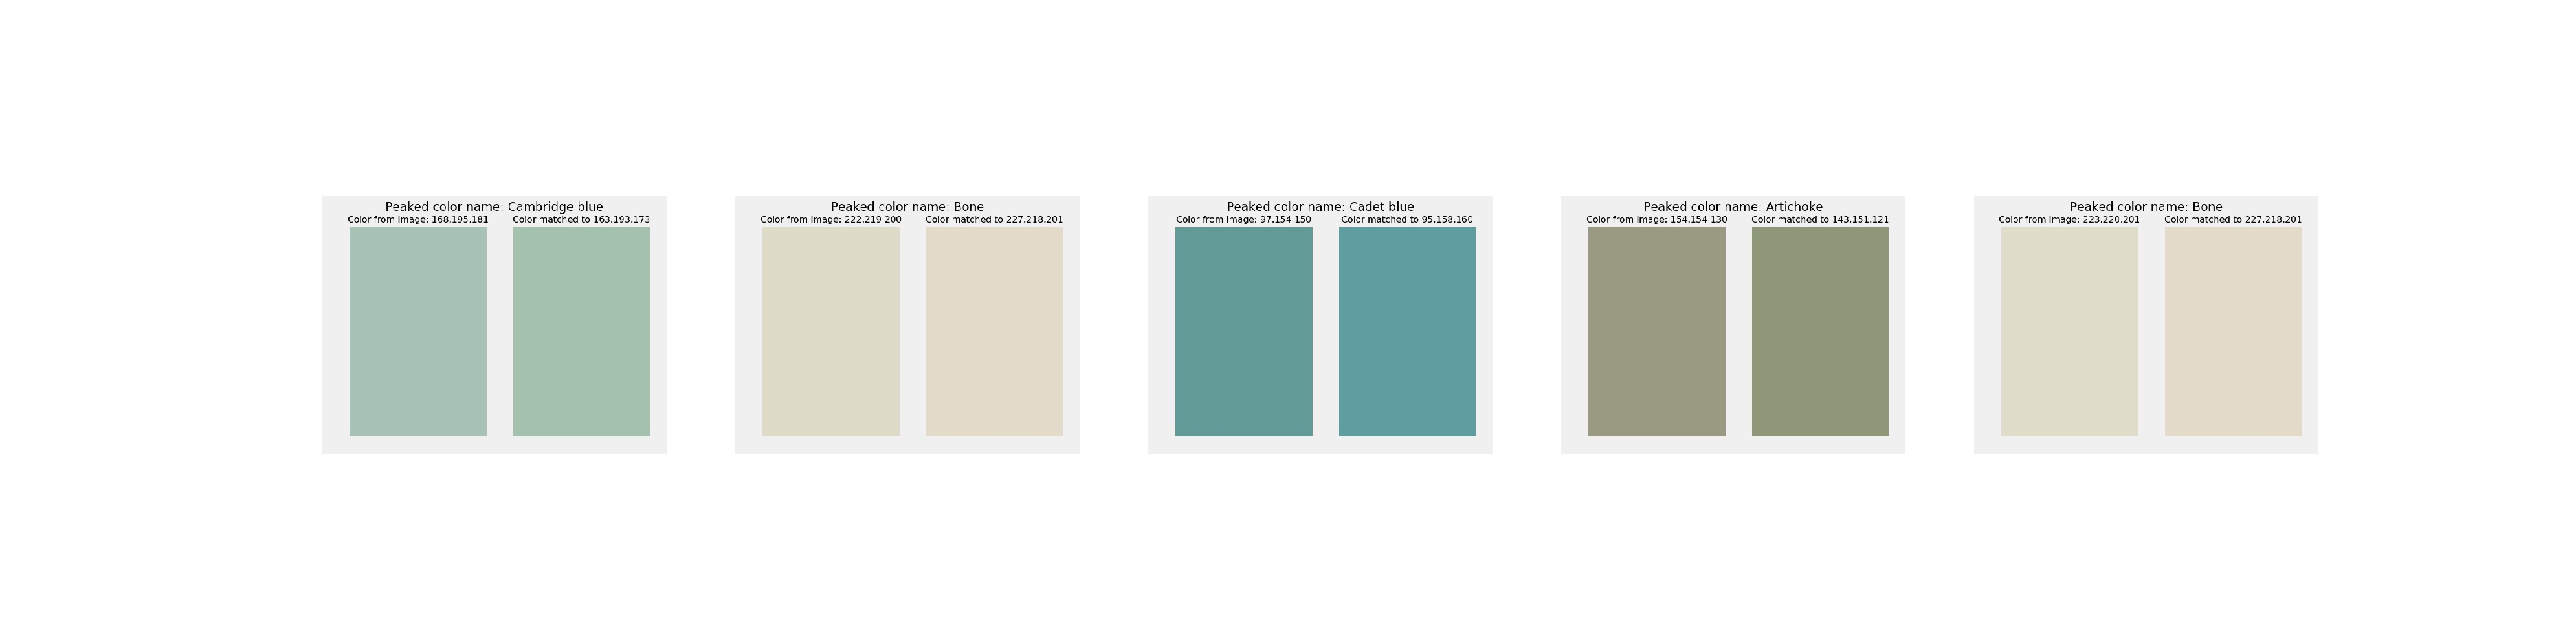 Peaked color name: Cambridge blue
Color from image: 168,195,181
Color matched to 163,193,173
Peaked color name: Bone
Color from image: 222,219,200
Color matched to 227,218,201
Peaked color name: Cadet blue
Color from image: 97,154,150
Color matched to 95,158,160
Peaked color name: Artichoke
Color from image: 154,154,130
Color matched to 143,151,121
Peaked color name: Bone
Color from image: 223,220,201
Color matched to 227,218,201